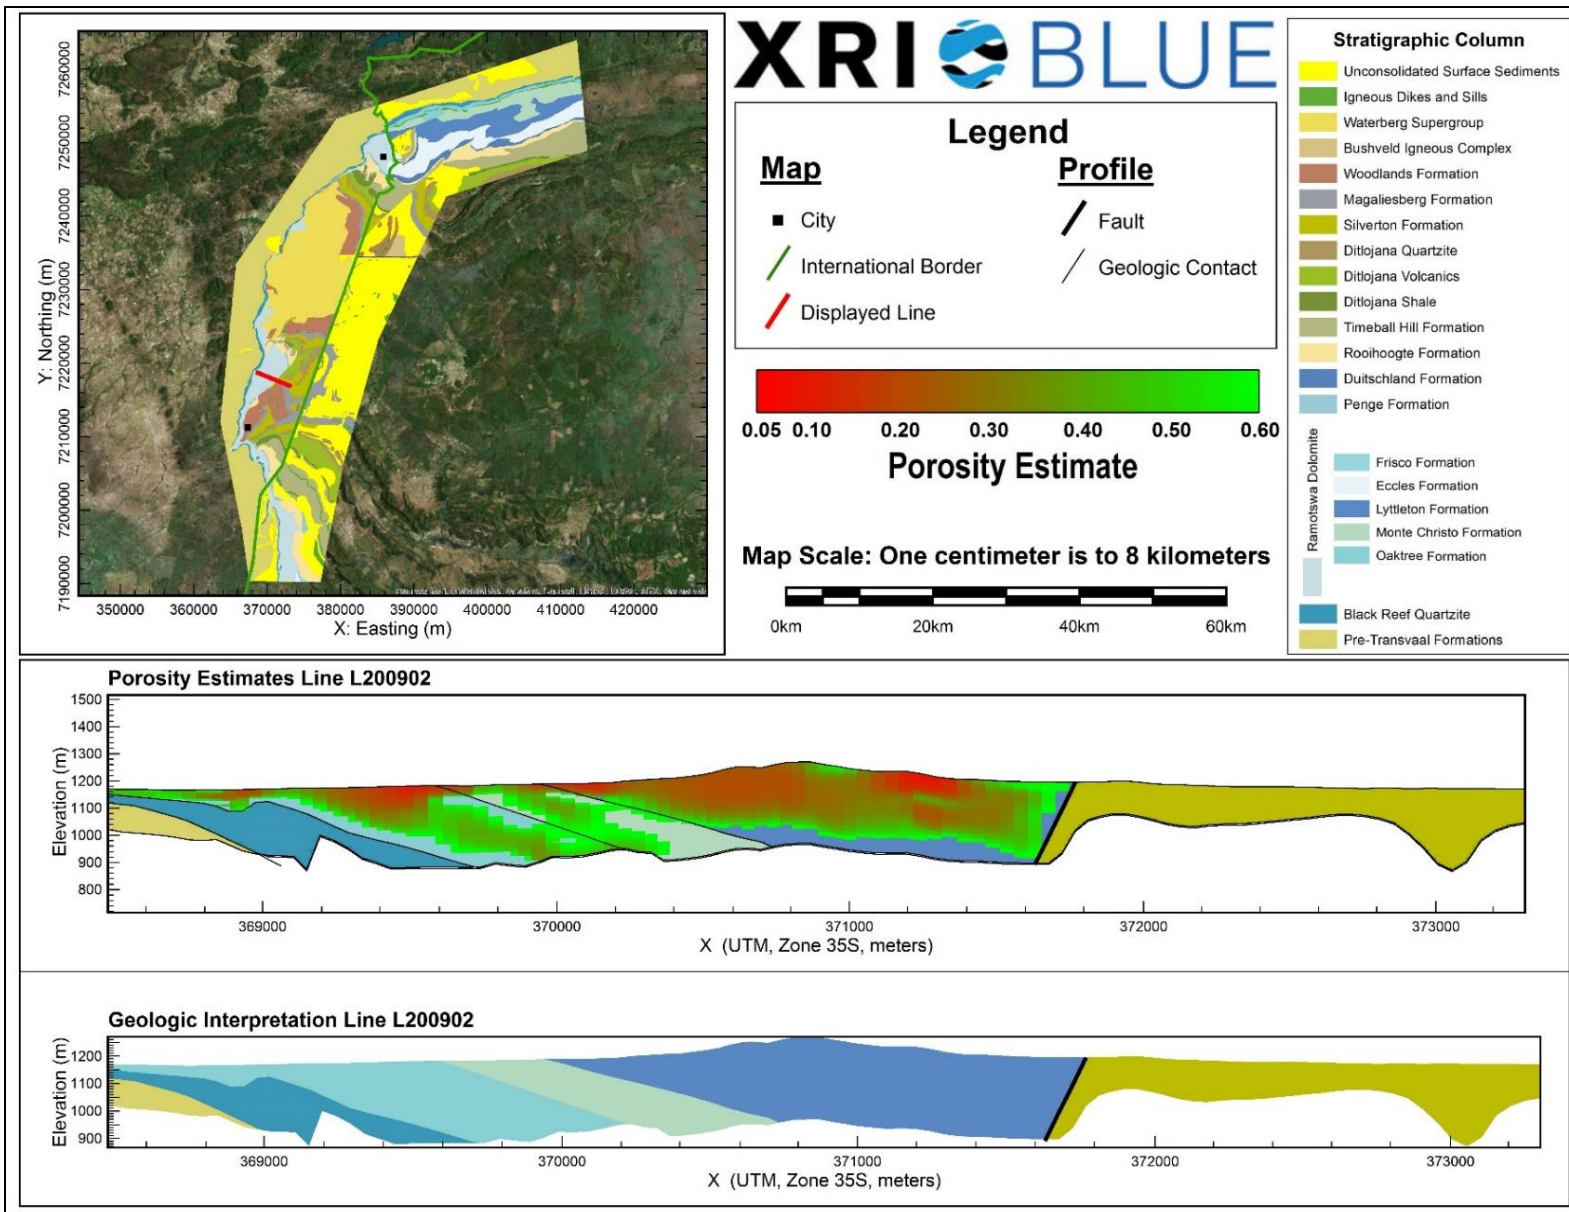 7260000
7250000
7240000
7230000
7220000
7210000
7200000
7190000
Y: Northing (m)
350000 360000 370000 380000 390000 400000 410000 420000
X: Easting (m)
XRI BLUE
Legend
Map
City
International Border
Displayed Line
Profile
Fault
Geologic Contact
0.05 0.10 0.20 0.30 0.40 0.50 0.60
Porosity Estimate
Map Scale: One centimeter is to 8 kilometers
0km 20km 40km 60km
Stratigraphic Column
Unconsolidated Surface Sediments
Igneous Dikes and Sills
Waterberg Supergroup
Bushveld Igneous Complex
Woodlands Formation
Magaliesberg Formation
Silverton Formation
Ditlojana Quartzite
Ditlojana Volcanics
Ditlojana Shale
Timeball Hill Formation
Rooihoogte Formation
Duitschland Formation
Penge Formation
Ramotswa Dolomite
Frisco Formation
Eccles Formation
Lyttleton Formation
Monte Christo Formation
Oaktree Formation
Black Reef Quartzite
Pre-Transvaal Formations
Porosity Estimates Line L200902
Elevation (m)
1500
1400
1300
1200
1100
1000
900
800
369000 370000 371000 372000 373000
X (UTM, Zone 35S, meters)
Geologic Interpretation Line L200902
Elevation (m)
1200
1100
1000
900
369000 370000 371000 372000 373000
X (UTM, Zone 35S, meters)